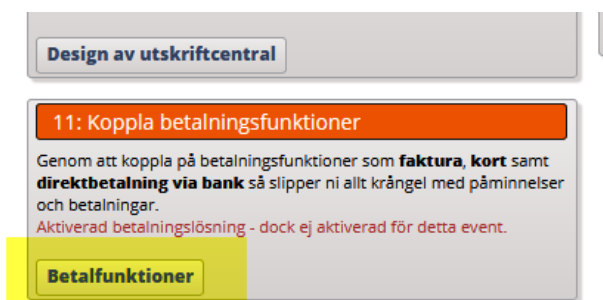 Design av utskriftcentral
11: Koppla betalningsfunktioner
Genom att koppla på betalningsfunktioner som faktura, kort samt
direktbetalning via bank så slipper ni allt krångel med påminnelser
och betalningar.
Aktiverad betalningslösning - dock ej aktiverad för detta event.
Betalfunktioner